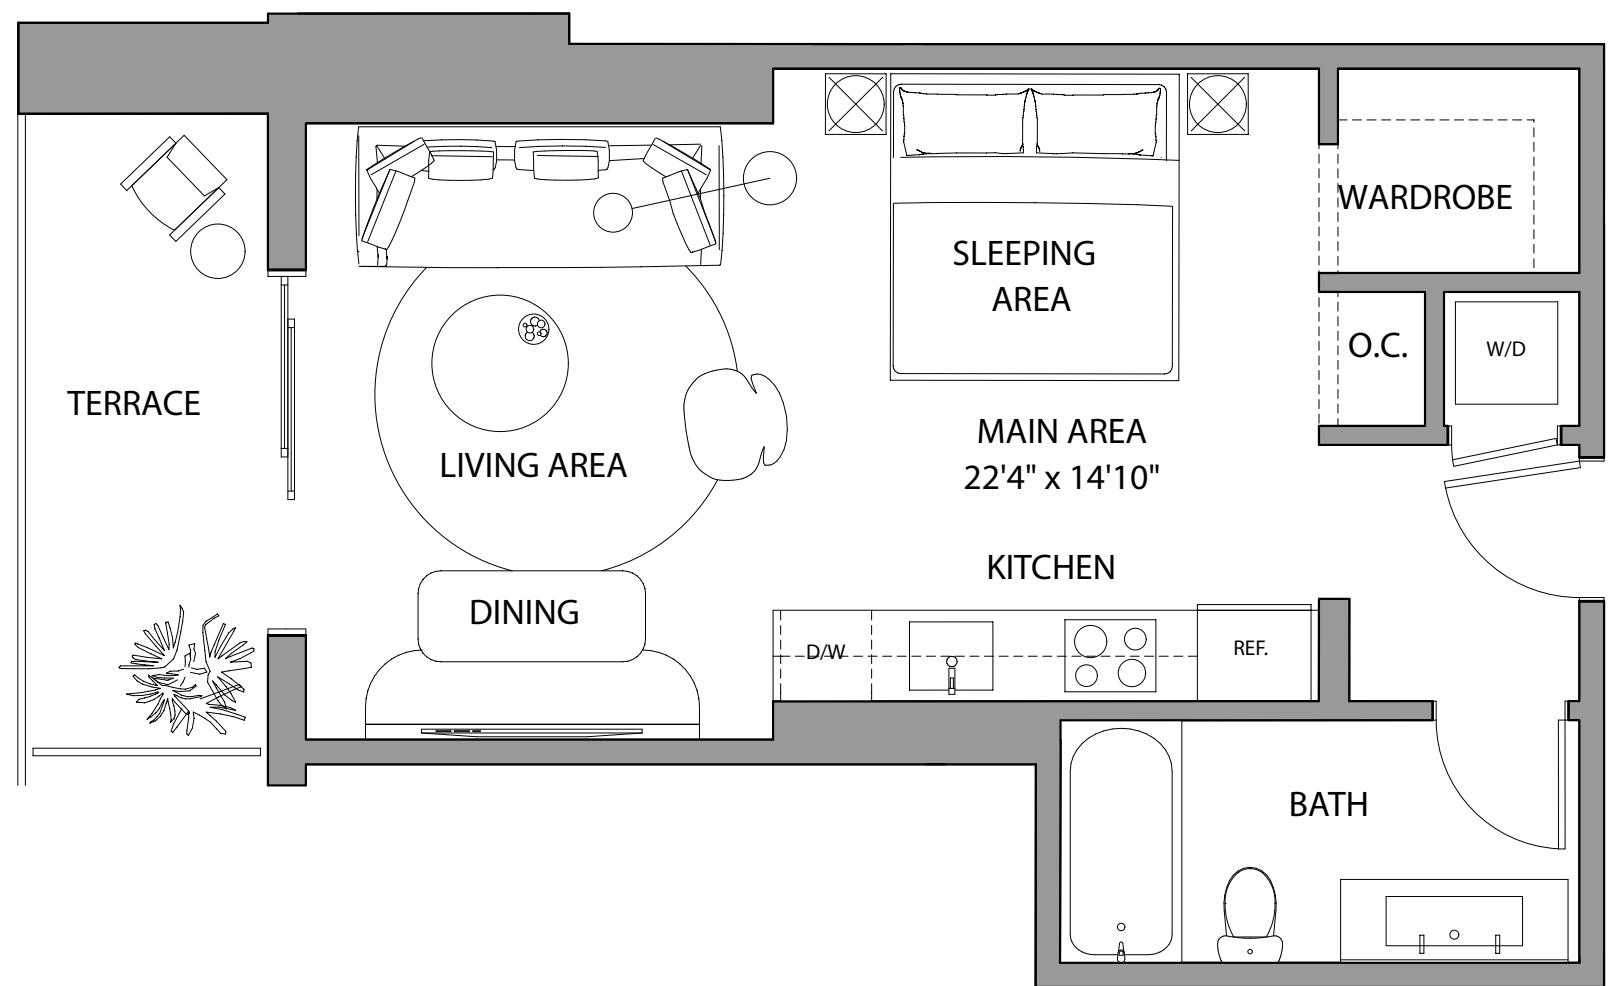 WARDROBE
SLEEPING
AREA
O.C.
W/D
TERRACE
MAIN AREA
22'4" x 14'10"
LIVING AREA
KITCHEN
DINING
D/W
REF.
BATH